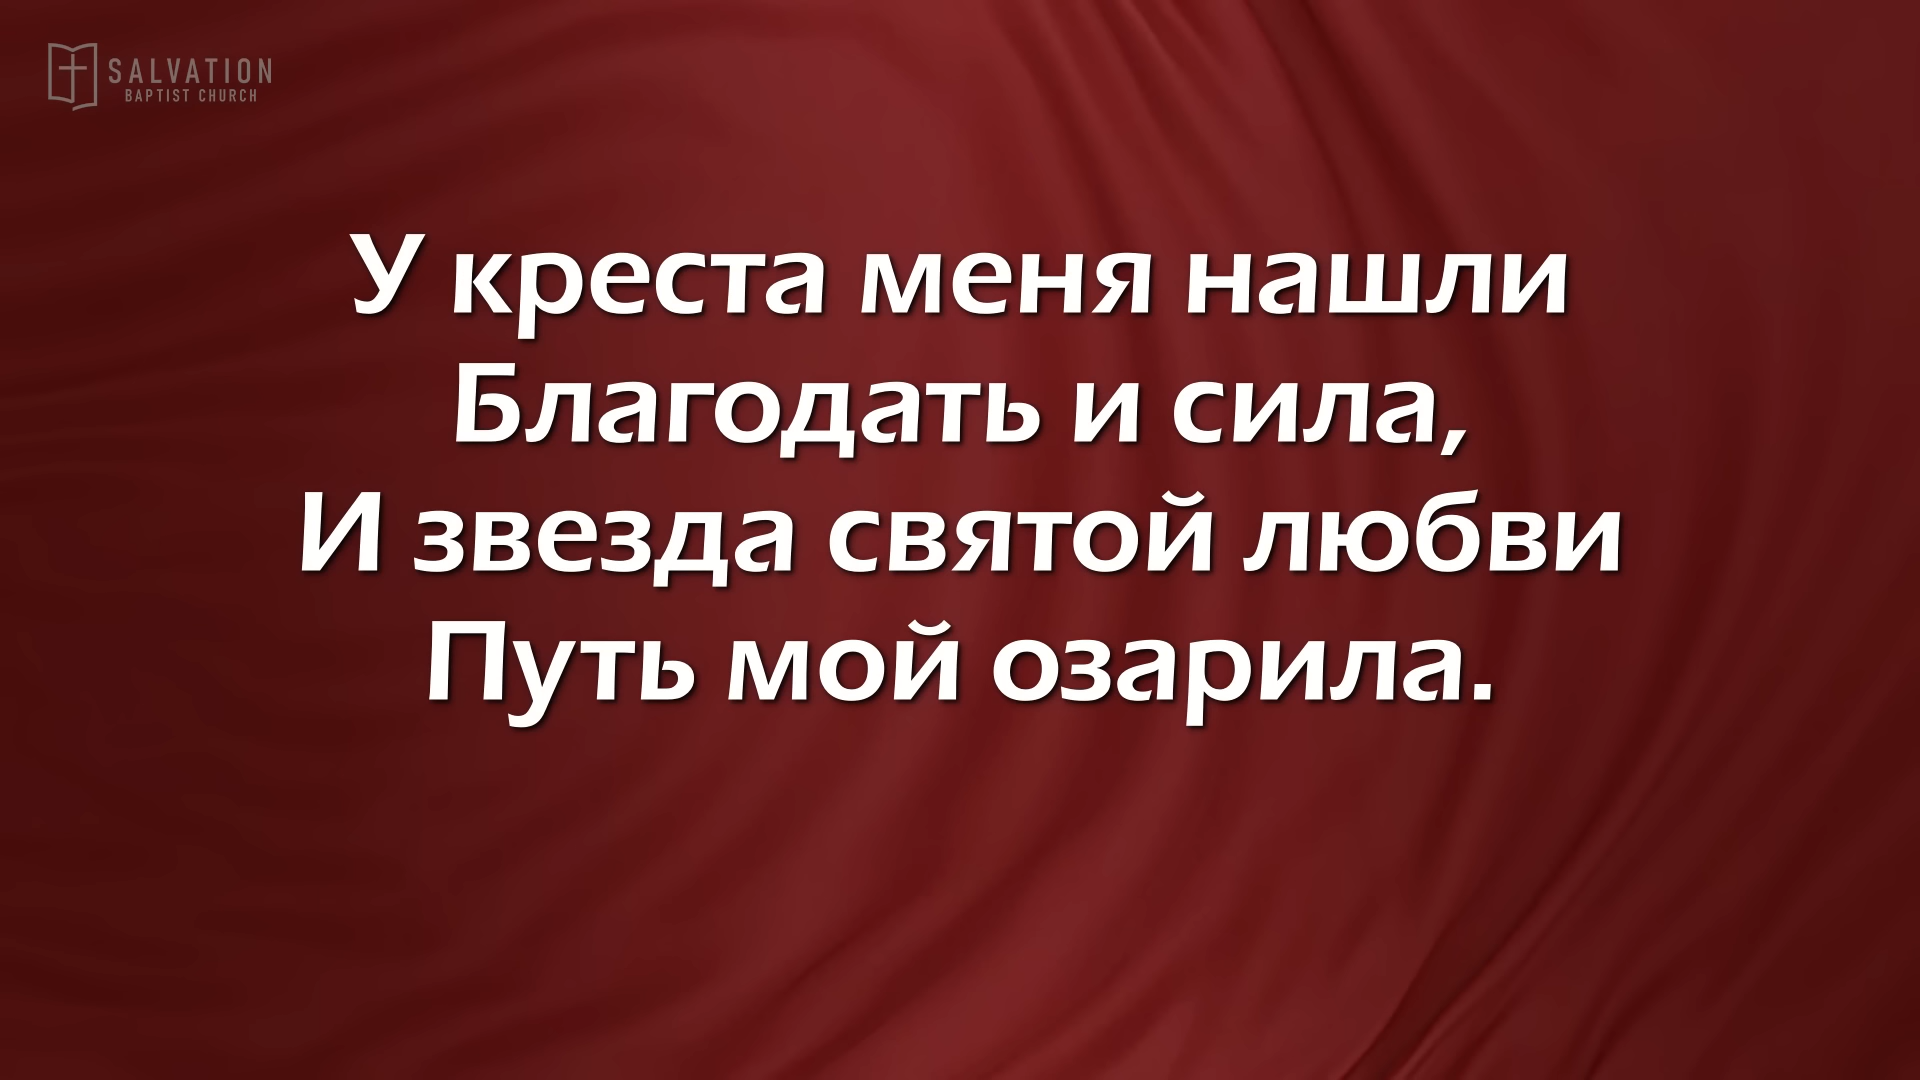 SALVATION
BAPTIST CHURCH
У креста меня нашли
Благодать и сила,
И звезда святой любви
Путь мой озарила.